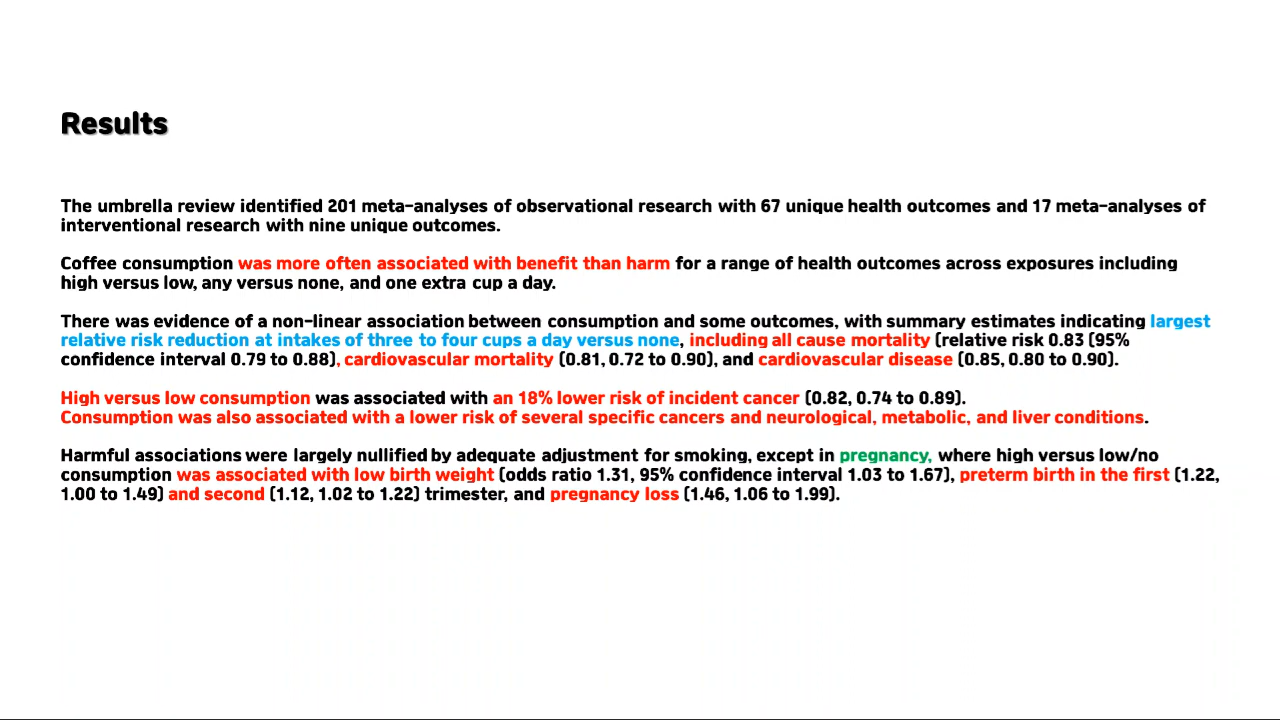 Results
The umbrella review identified 201 meta-analyses of observational research with 67 unique health outcomes and 17 meta-analyses of
interventional research with nine unique outcomes.
Coffee consumption was more often associated with benefit than harm for a range of health outcomes across exposures including
high versus low, any versus none, and one extra cup a day.
There was evidence of a non-linear association between consumption and some outcomes, with summary estimates indicating largest
relative risk reduction at intakes of three to four cups a day versus none, including all cause mortality (relative risk 0.83 (95%
confidence interval 0.79 to 0.88), cardiovascular mortality (0.81, 0.72 to 0.90), and cardiovascular disease (0.85, 0.80 to 0.90).
High versus low consumption was associated with an 18% lower risk of incident cancer (0.82, 0.74 to 0.89).
Consumption was also associated with a lower risk of several specific cancers and neurological, metabolic, and liver conditions.
Harmful associations were largely nullified by adequate adjustment for smoking, except in pregnancy, where high versus low/no
consumption was associated with low birth weight (odds ratio 1.31, 95% confidence interval 1.03 to 1.67), preterm birth in the first (1.22,
1.00 to 1.49) and second (1.12, 1.02 to 1.22) trimester, and pregnancy loss (1.46, 1.06 to 1.99).